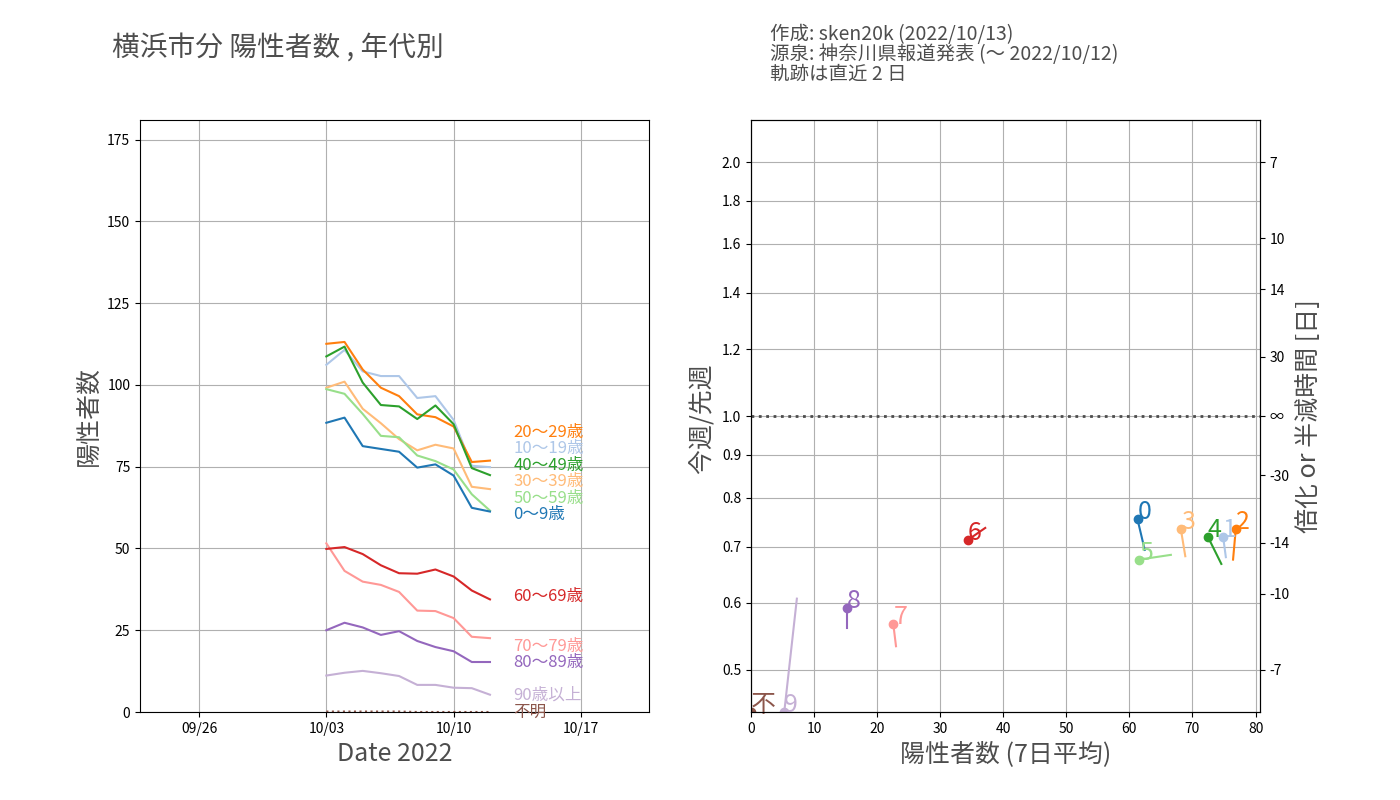 横浜市分 陽性者数 , 年代別
作成: sken20k (2022/10/13)
源泉: 神奈川県報道発表 (〜 2022/10/12)
軌跡は直近 2 日
陽性者数
175
150
125
100
75
50
25
0
20〜29歳
10〜19歳
40〜49歳
30〜39歳
50〜59歳
0〜9歳
60〜69歳
70〜79歳
80〜89歳
90歳以上
不明
09/26
10/03
10/10
10/17
Date 2022
今週/先週
2.0
1.8
1.6
1.4
1.2
1.0
0.9
0.8
0.7
0.6
0.5
0
3
2
4
1
6
5
8
7
9
不
0
10
20
30
40
50
60
70
80
陽性者数 (7日平均)
7
10
14
30
∞
-30
-14
-10
-7
倍化 or 半減時間 [日]